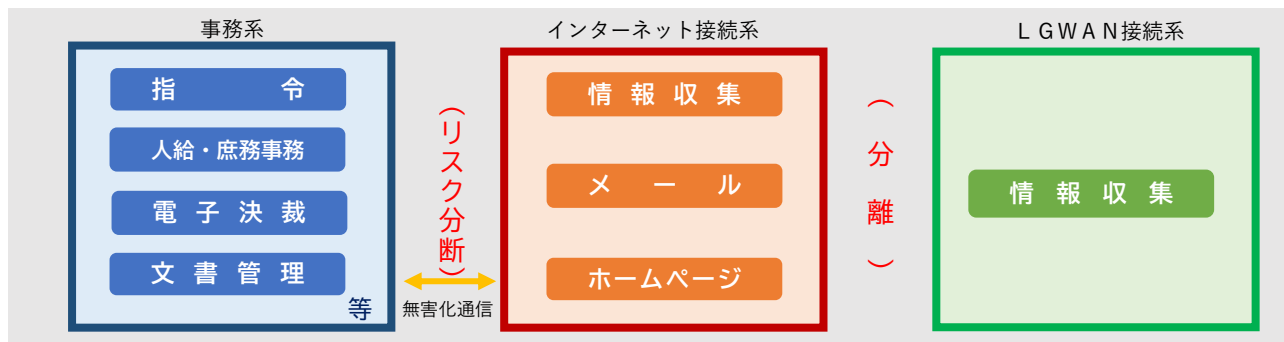 事務系
指令
人給・庶務事務
電子決裁
文書管理
等
(リスク分断)
無害化通信
インターネット接続系
情報収集
メール
ホームページ
(分離)
LGWAN接続系
情報収集